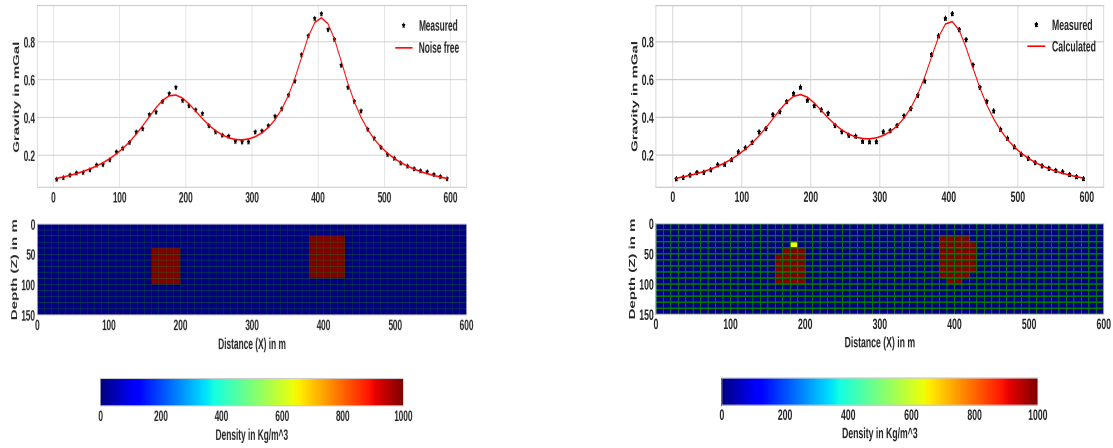 Gravity in mGal
0.8
0.6
0.4
0.2
Measured
Noise free
0 100 200 300 400 500 600
Depth (Z) in m
0
50
100
150
0 100 200 300 400 500 600
Distance (X) in m
0 200 400 600 800 1000
Density in Kg/m^3
Gravity in mGal
0.8
0.6
0.4
0.2
Measured
Calculated
0 100 200 300 400 500 600
Depth (Z) in m
0
50
100
150
0 100 200 300 400 500 600
Distance (X) in m
0 200 400 600 800 1000
Density in Kg/m^3